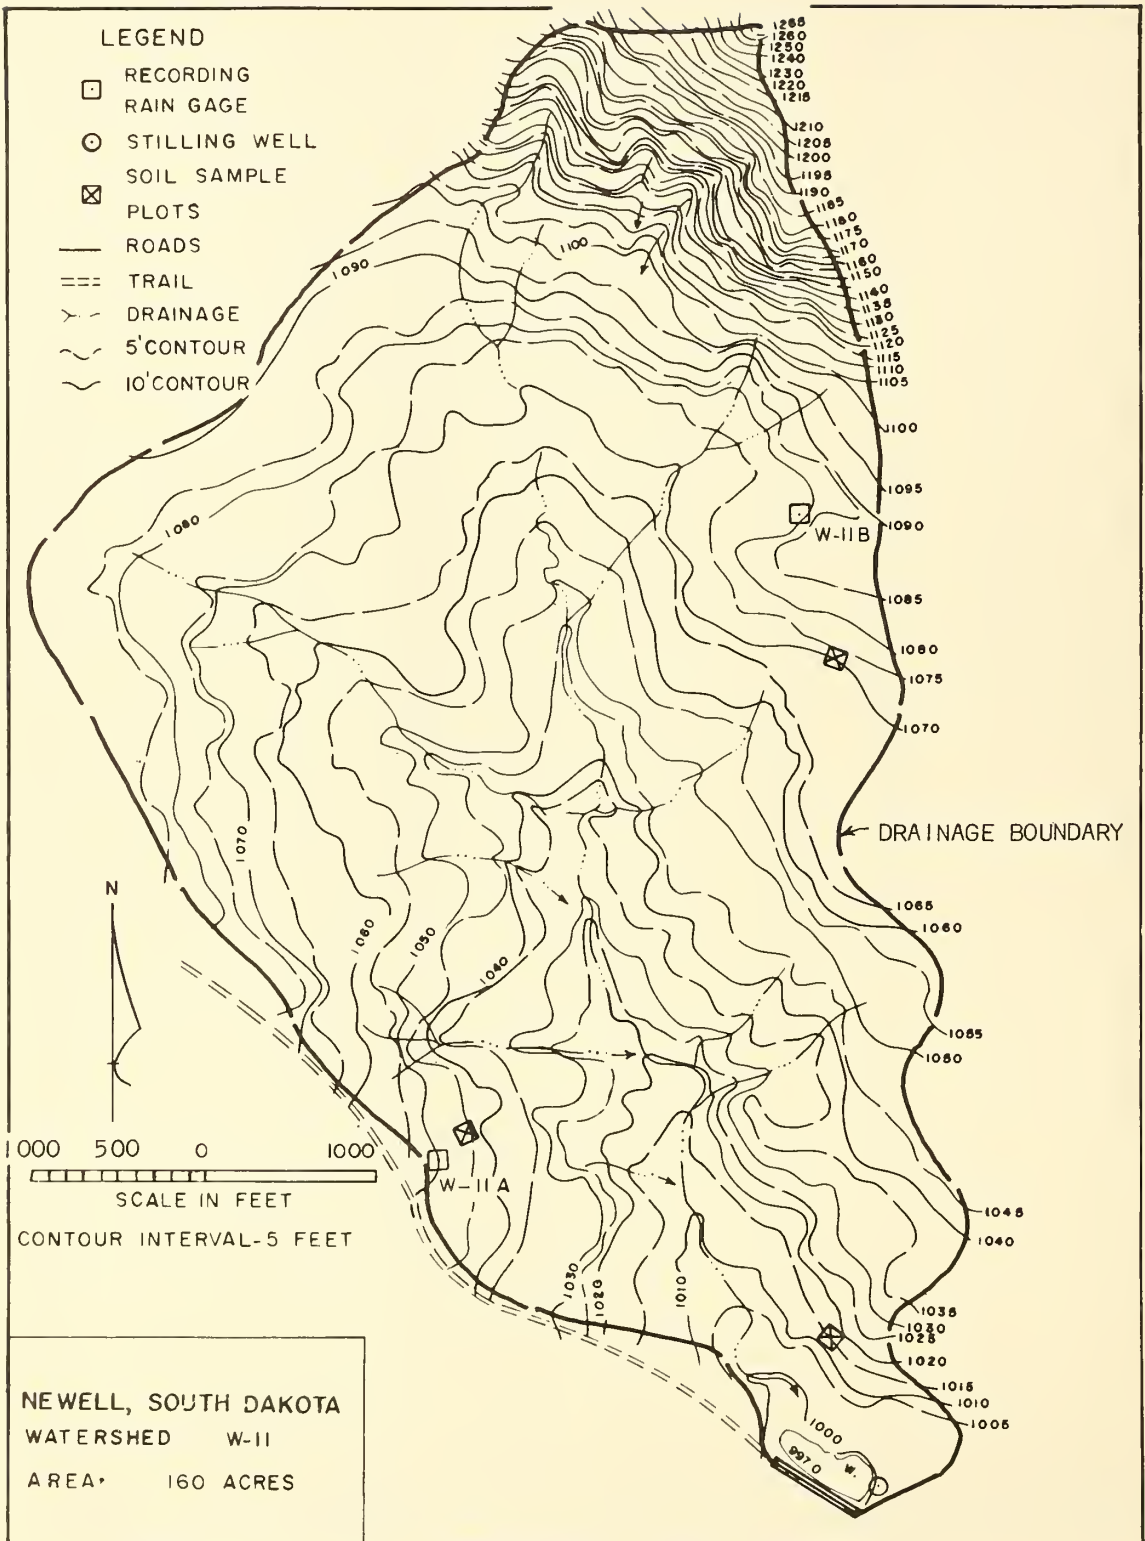 LEGEND
RECORDING
RAIN GAGE
STILLING WELL
SOIL SAMPLE
PLOTS
ROADS
TRAIL
DRAINAGE
5' CONTOUR
10' CONTOUR
1265
1260
1250
1240
1230
1220
1215
1210
1205
1200
1195
1190
1185
1180
1175
1170
1160
1150
1140
1135
1130
1125
1120
1115
1110
1105
1100
1095
1090
1085
1080
1075
1070
1065
1060
1055
1050
1045
1040
1035
1030
1025
1020
1015
1010
1005
1100
1090
1080
W-11B
DRAINAGE BOUNDARY
1070
1060
1050
1040
N
1000 500 0 1000
SCALE IN FEET
CONTOUR INTERVAL-5 FEET
W-11A
1030
1020
1010
1000
997.0
W.
NEWELL, SOUTH DAKOTA
WATERSHED W-11
AREA· 160 ACRES